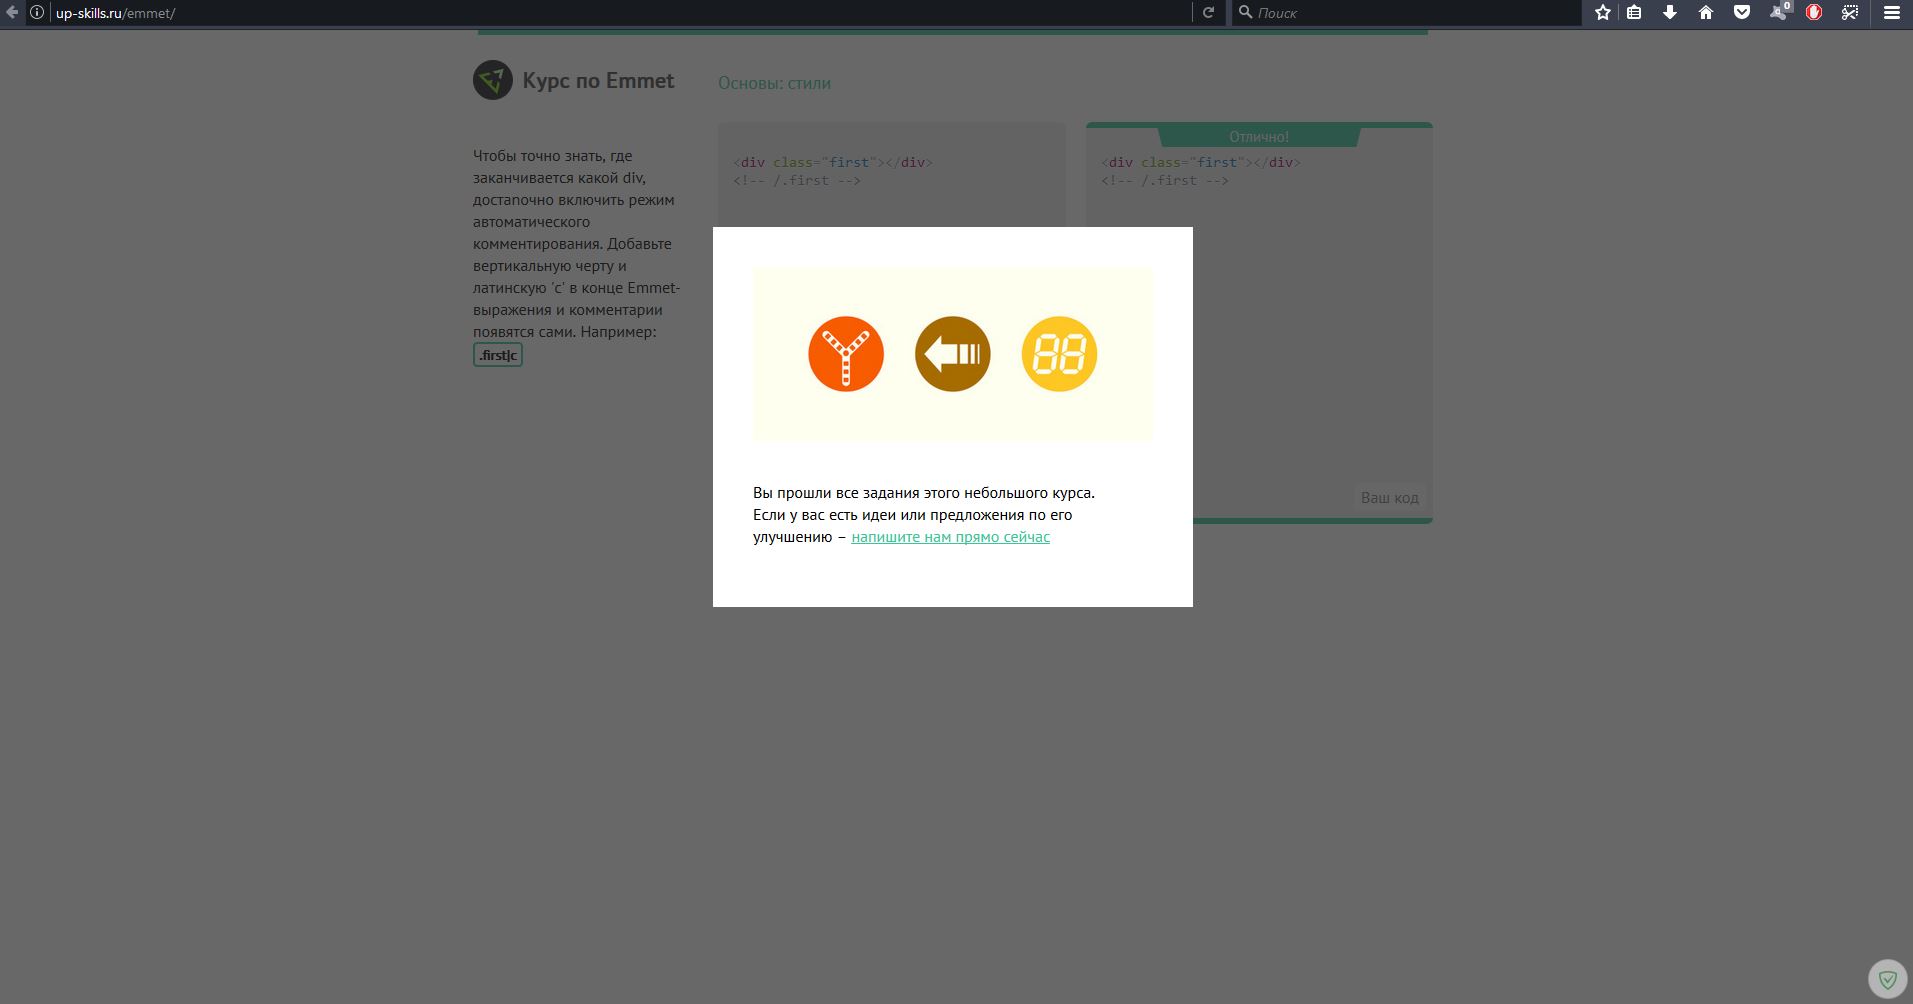 up-skills.ru/emmet/
Поиск
0
Курс по Emmet
Основы: стили
Чтобы точно знать, где
заканчивается какой div,
достапочно включить режим
автоматического
комментирования. Добавьте
вертикальную черту и
латинскую 'c' в конце Emmet-
выражения и комментарии
появятся сами. Например:
.first|c
<div class="first"></div>
<!-- /.first -->
Отлично!
<div class="first"></div>
<!-- /.first -->
Ваш код
88
Вы прошли все задания этого небольшого курса.
Если у вас есть идеи или предложения по его
улучшению – напишите нам прямо сейчас